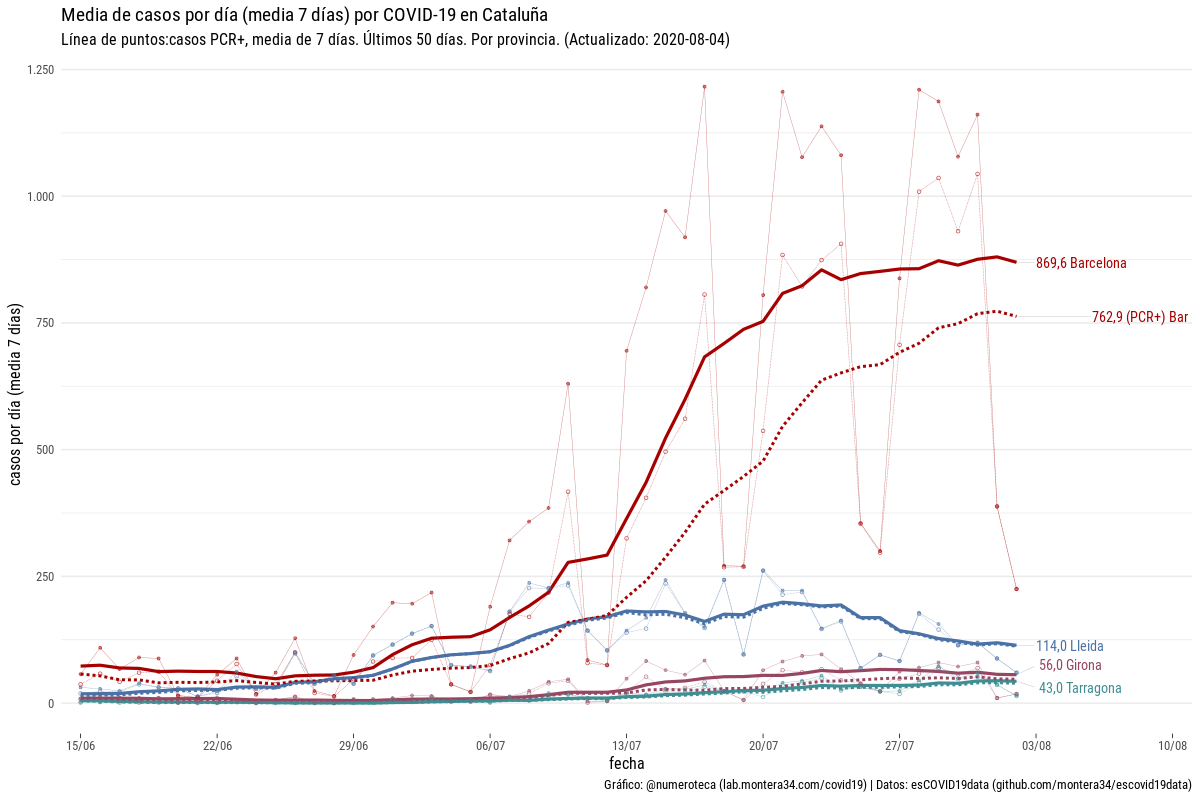 Media de casos por día (media 7 días) por COVID-19 en Cataluña
Línea de puntos:casos PCR+, media de 7 días. Últimos 50 días. Por provincia. (Actualizado: 2020-08-04)
casos por día (media 7 días)
1.250
1.000
750
500
250
0
869,6 Barcelona
762,9 (PCR+) Bar
114,0 Lleida
56,0 Girona
43,0 Tarragona
15/06
22/06
29/06
06/07
13/07
20/07
27/07
03/08
10/08
fecha
Gráfico: @numeroteca (lab.montera34.com/covid19) | Datos: esCOVID19data (github.com/montera34/escovid19data)